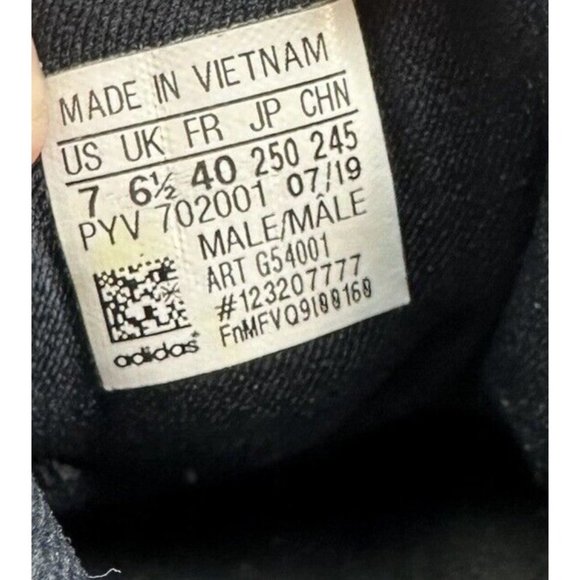 MADE IN VIETNAM
US UK FR JP CHN
7 6½ 40 250 245
PYV 702001 07/19
MALE/MÂLE
ART G54001
#123207777
FnMFVQ9I00160
adidas